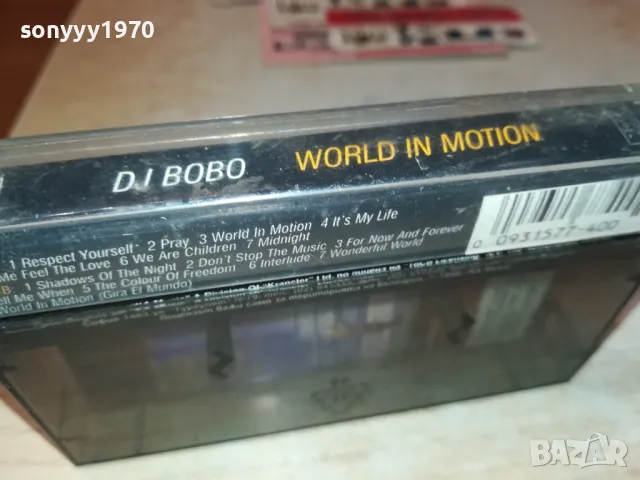 sonyyy1970
DJ BOBO WORLD IN MOTION
1 Respect Yourself 2 Pray 3 World In Motion 4 It's My Life
Me Feel The Love 6 We Are Children 7 Midnight
B: 1 Shadows Of The Night 2 Don't Stop The Music 3 For Now And Forever
ell Me When 5 The Colour Of Freedom 6 Interlude 7 Wonderful World
World In Motion (Gira El Mundo)
0 0931577-400
BAZAR